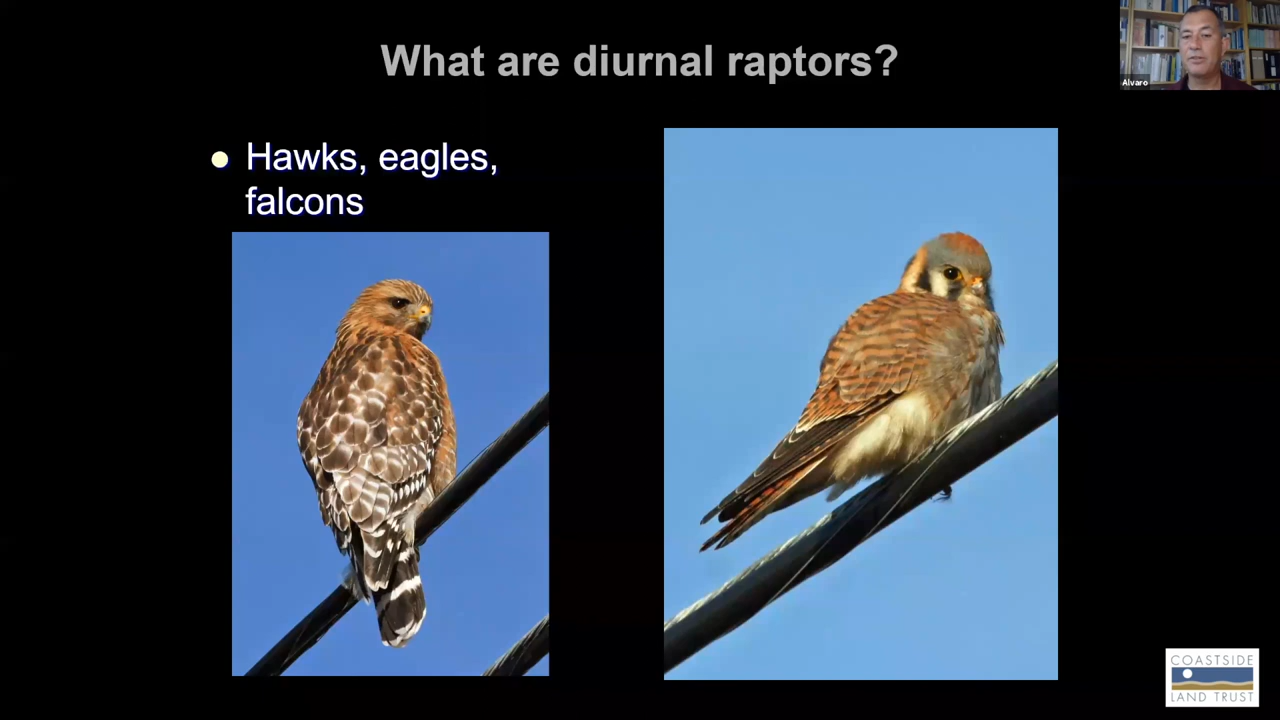 What are diurnal raptors?
Alvaro
Hawks, eagles,
falcons
COASTSIDE
LAND TRUST